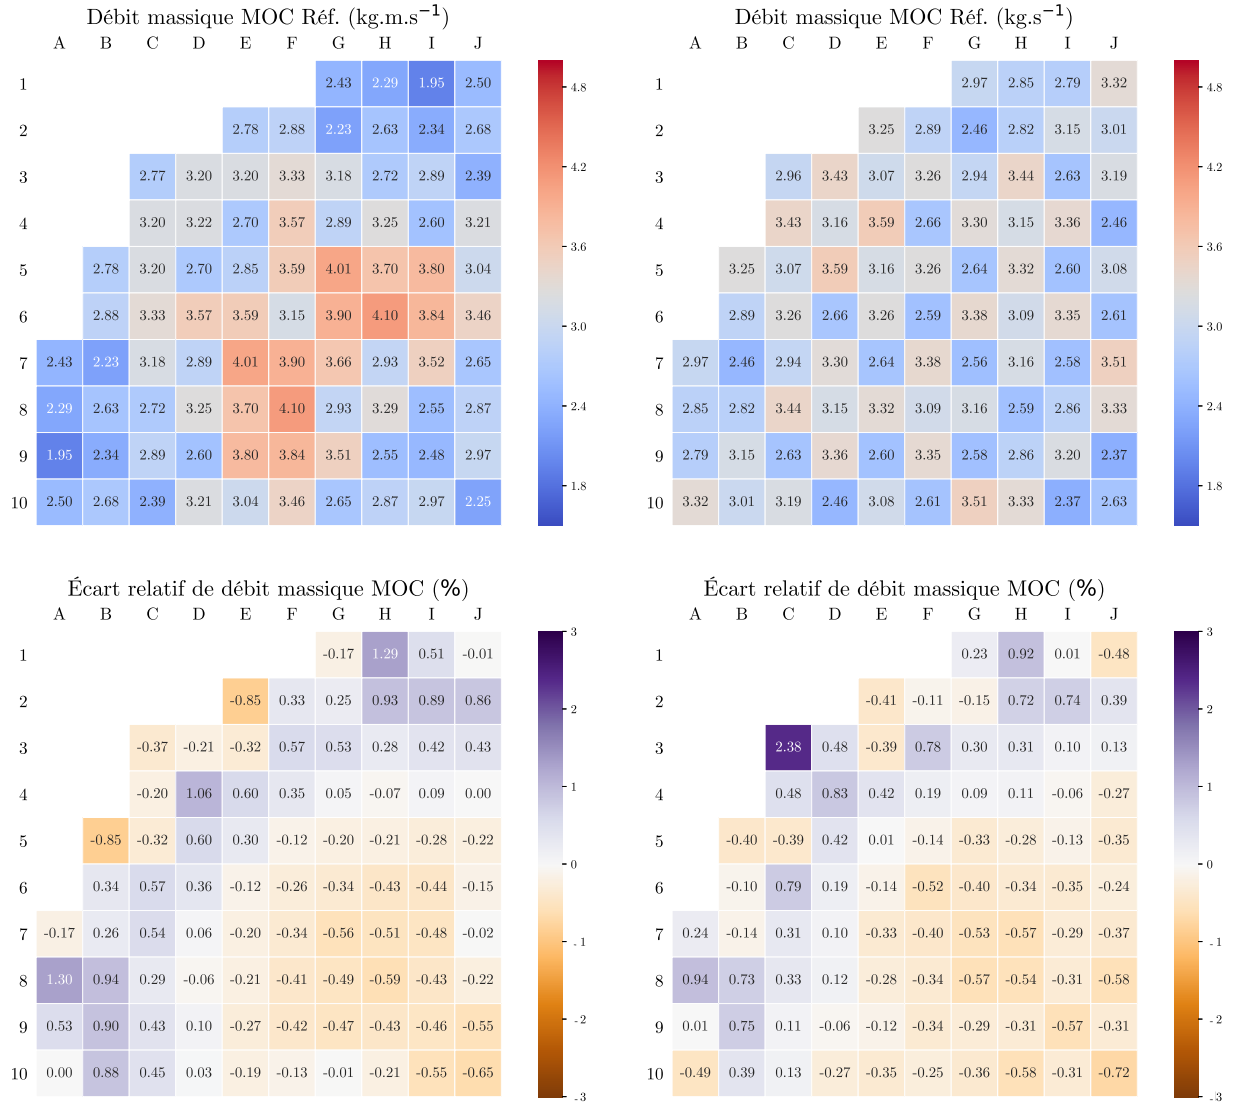 Débit massique MOC Réf. (kg.m.s⁻¹)
A B C D E F G H I J
1 2.43 2.29 1.95 2.50
2 2.78 2.88 2.23 2.63 2.34 2.68
3 2.77 3.20 3.20 3.33 3.18 2.72 2.89 2.39
4 3.20 3.22 2.70 3.57 2.89 3.25 2.60 3.21
5 2.78 3.20 2.70 2.85 3.59 4.01 3.70 3.80 3.04
6 2.88 3.33 3.57 3.59 3.15 3.90 4.10 3.84 3.46
7 2.43 2.23 3.18 2.89 4.01 3.90 3.66 2.93 3.52 2.65
8 2.29 2.63 2.72 3.25 3.70 4.10 2.93 3.29 2.55 2.87
9 1.95 2.34 2.89 2.60 3.80 3.84 3.51 2.55 2.48 2.97
10 2.50 2.68 2.39 3.21 3.04 3.46 2.65 2.87 2.97 2.25
4.8
4.2
3.6
3.0
2.4
1.8
Débit massique MOC Réf. (kg.s⁻¹)
A B C D E F G H I J
1 2.97 2.85 2.79 3.32
2 3.25 2.89 2.46 2.82 3.15 3.01
3 2.96 3.43 3.07 3.26 2.94 3.44 2.63 3.19
4 3.43 3.16 3.59 2.66 3.30 3.15 3.36 2.46
5 3.25 3.07 3.59 3.16 3.26 2.64 3.32 2.60 3.08
6 2.89 3.26 2.66 3.26 2.59 3.38 3.09 3.35 2.61
7 2.97 2.46 2.94 3.30 2.64 3.38 2.56 3.16 2.58 3.51
8 2.85 2.82 3.44 3.15 3.32 3.09 3.16 2.59 2.86 3.33
9 2.79 3.15 2.63 3.36 2.60 3.35 2.58 2.86 3.20 2.37
10 3.32 3.01 3.19 2.46 3.08 2.61 3.51 3.33 2.37 2.63
4.8
4.2
3.6
3.0
2.4
1.8
Écart relatif de débit massique MOC (%)
A B C D E F G H I J
1 -0.17 1.29 0.51 -0.01
2 -0.85 0.33 0.25 0.93 0.89 0.86
3 -0.37 -0.21 -0.32 0.57 0.53 0.28 0.42 0.43
4 -0.20 1.06 0.60 0.35 0.05 -0.07 0.09 0.00
5 -0.85 -0.32 0.60 0.30 -0.12 -0.20 -0.21 -0.28 -0.22
6 0.34 0.57 0.36 -0.12 -0.26 -0.34 -0.43 -0.44 -0.15
7 -0.17 0.26 0.54 0.06 -0.20 -0.34 -0.56 -0.51 -0.48 -0.02
8 1.30 0.94 0.29 -0.06 -0.21 -0.41 -0.49 -0.59 -0.43 -0.22
9 0.53 0.90 0.43 0.10 -0.27 -0.42 -0.47 -0.43 -0.46 -0.55
10 0.00 0.88 0.45 0.03 -0.19 -0.13 -0.01 -0.21 -0.55 -0.65
3
2
1
0
-1
-2
-3
Écart relatif de débit massique MOC (%)
A B C D E F G H I J
1 0.23 0.92 0.01 -0.48
2 -0.41 -0.11 -0.15 0.72 0.74 0.39
3 2.38 0.48 -0.39 0.78 0.30 0.31 0.10 0.13
4 0.48 0.83 0.42 0.19 0.09 0.11 -0.06 -0.27
5 -0.40 -0.39 0.42 0.01 -0.14 -0.33 -0.28 -0.13 -0.35
6 -0.10 0.79 0.19 -0.14 -0.52 -0.40 -0.34 -0.35 -0.24
7 0.24 -0.14 0.31 0.10 -0.33 -0.40 -0.53 -0.57 -0.29 -0.37
8 0.94 0.73 0.33 0.12 -0.28 -0.34 -0.57 -0.54 -0.31 -0.58
9 0.01 0.75 0.11 -0.06 -0.12 -0.34 -0.29 -0.31 -0.57 -0.31
10 -0.49 0.39 0.13 -0.27 -0.35 -0.25 -0.36 -0.58 -0.31 -0.72
3
2
1
0
-1
-2
-3